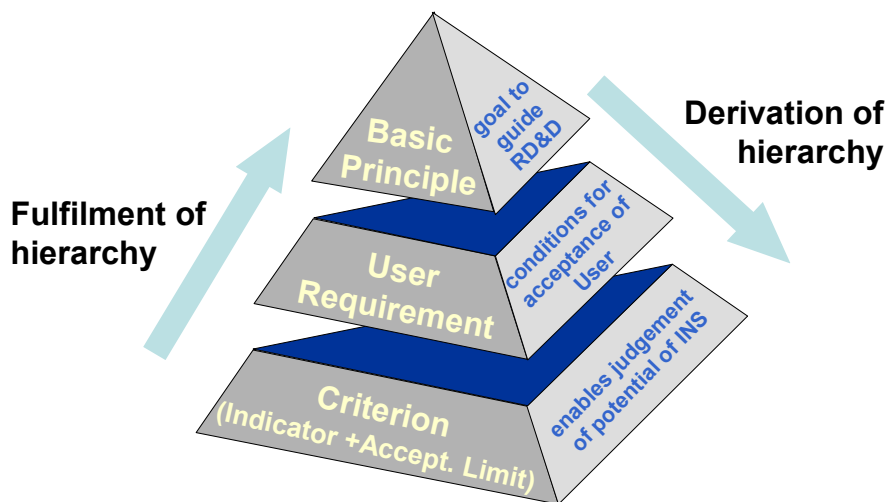 Basic
Principle
goal to
guide
RD&D
Derivation of
hierarchy
Fulfilment of
hierarchy
User
Requirement
conditions for
acceptance of
User
Criterion
(Indicator +Accept. Limit)
enables judgement
of potential of INS